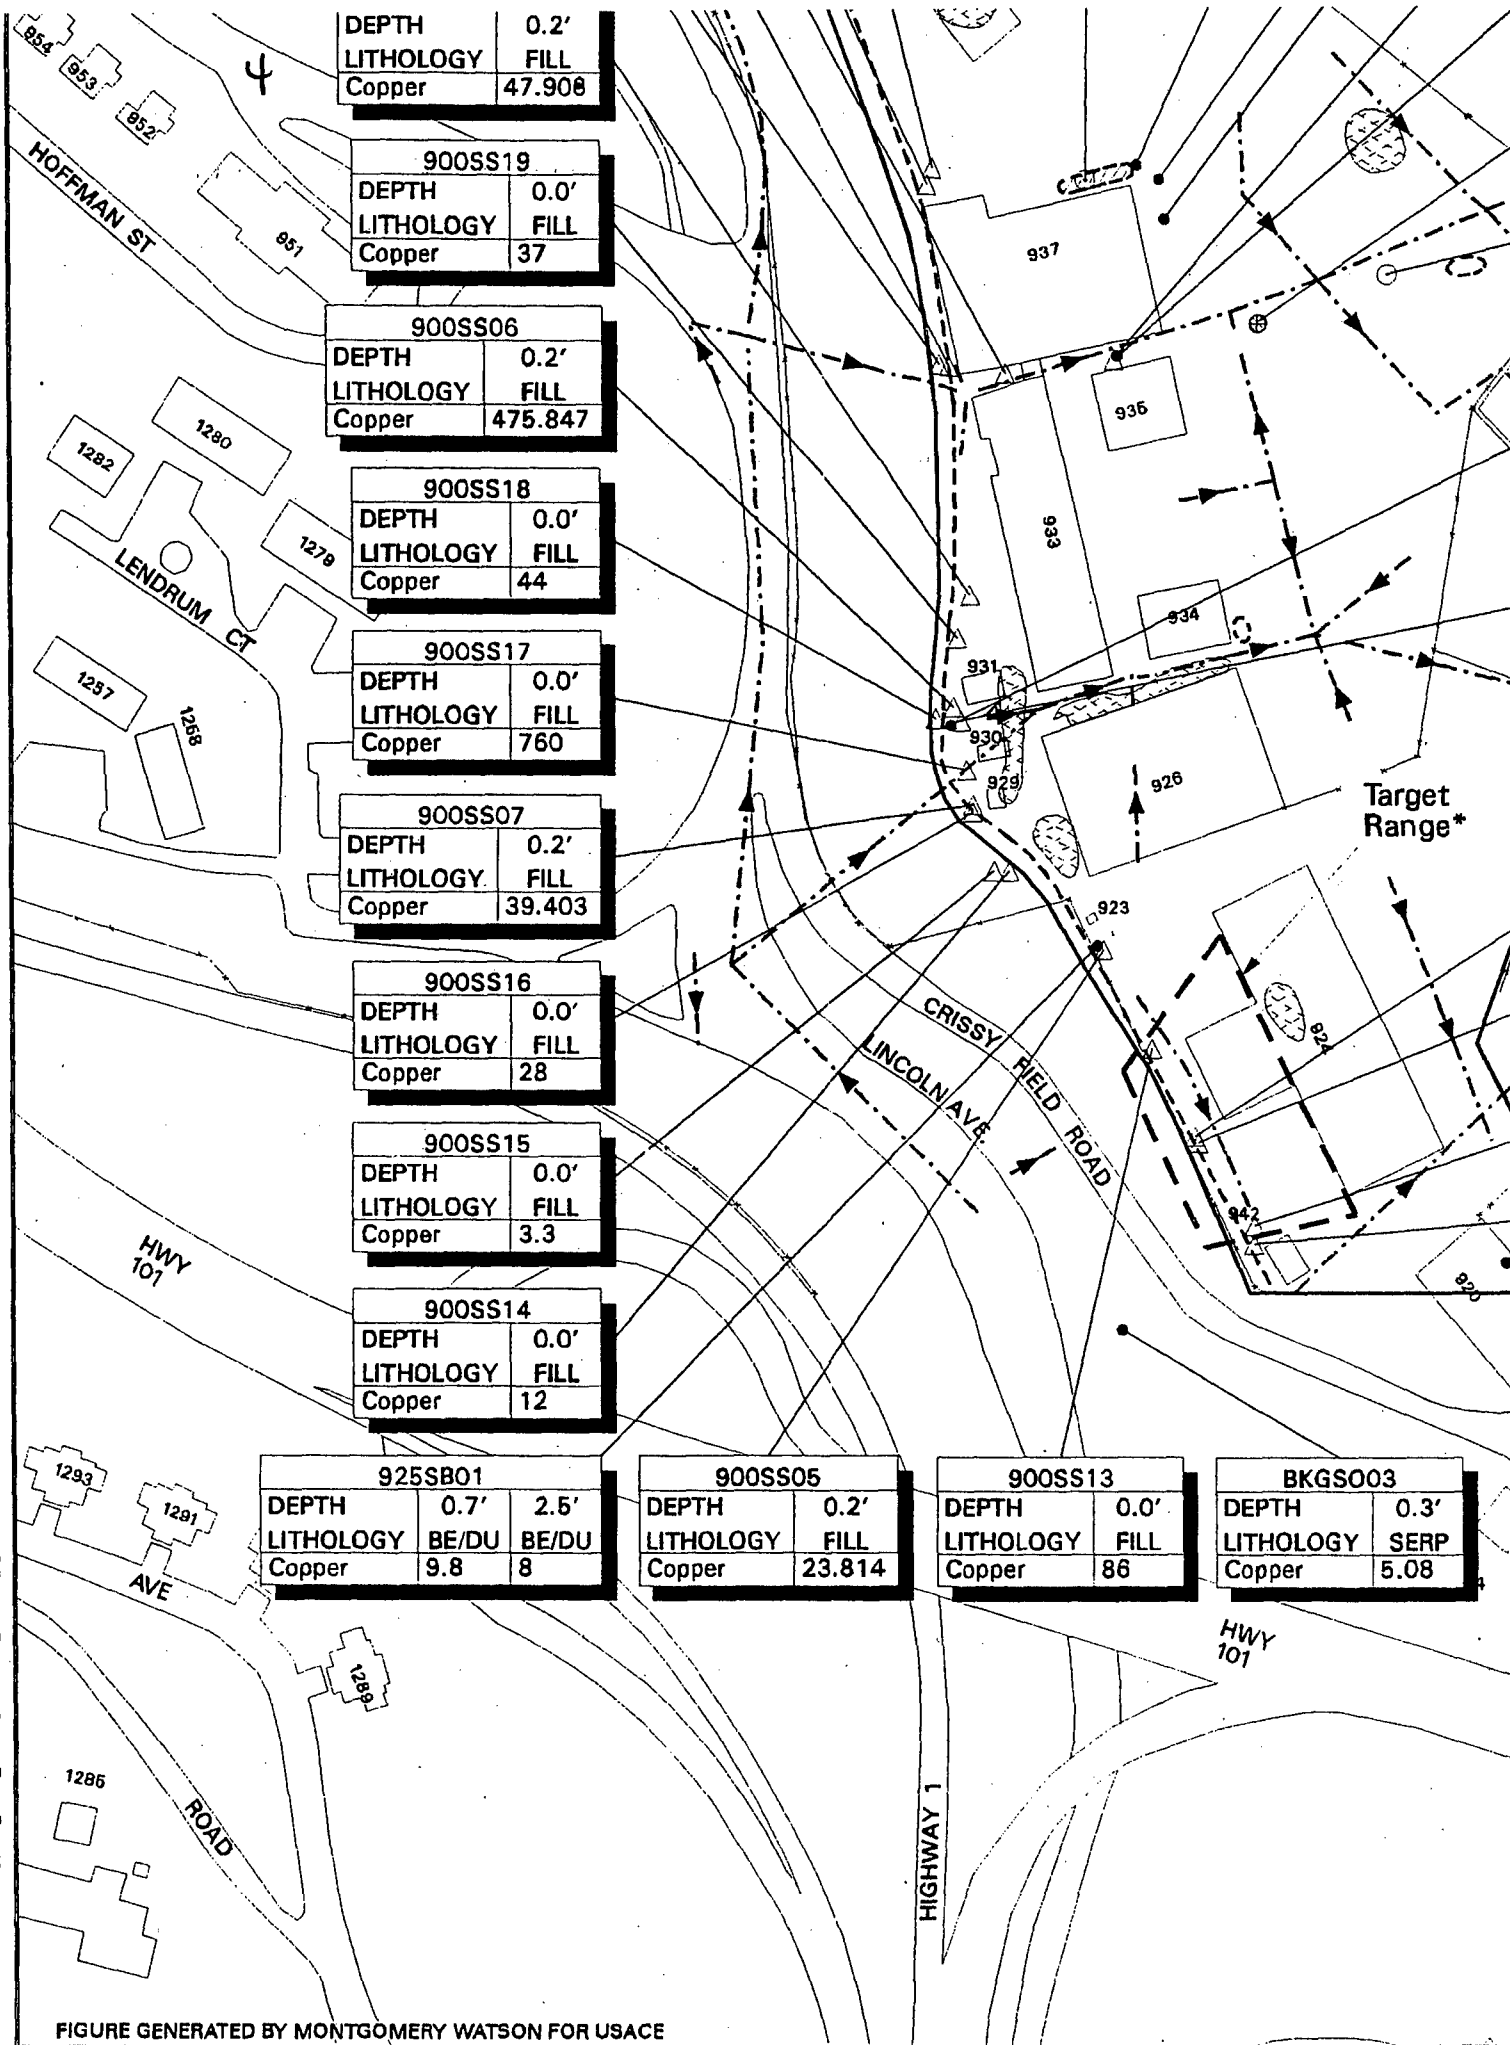 DEPTH 0.2'
LITHOLOGY FILL
Copper 47.908
4
954
953
952
951
HOFFMAN ST
900SS19
DEPTH 0.0'
LITHOLOGY FILL
Copper 37
900SS06
DEPTH 0.2'
LITHOLOGY FILL
Copper 475.847
900SS18
DEPTH 0.0'
LITHOLOGY FILL
Copper 44
900SS17
DEPTH 0.0'
LITHOLOGY FILL
Copper 760
900SS07
DEPTH 0.2'
LITHOLOGY FILL
Copper 39.403
900SS16
DEPTH 0.0'
LITHOLOGY FILL
Copper 28
900SS15
DEPTH 0.0'
LITHOLOGY FILL
Copper 3.3
900SS14
DEPTH 0.0'
LITHOLOGY FILL
Copper 12
925SB01
DEPTH 0.7' 2.5'
LITHOLOGY BE/DU BE/DU
Copper 9.8 8
900SS05
DEPTH 0.2'
LITHOLOGY FILL
Copper 23.814
900SS13
DEPTH 0.0'
LITHOLOGY FILL
Copper 86
BKGSO03
DEPTH 0.3'
LITHOLOGY SERP
Copper 5.08
1280
1282
1279
LENDRUM CT
1257
1258
937
935
933
934
931
930
929
926
Target
Range*
923
924
942
920
CRISSY FIELD ROAD
LINCOLN AVE
HWY
101
1293
1291
AVE
1289
1285
ROAD
HIGHWAY 1
HWY
101
FIGURE GENERATED BY MONTGOMERY WATSON FOR USACE